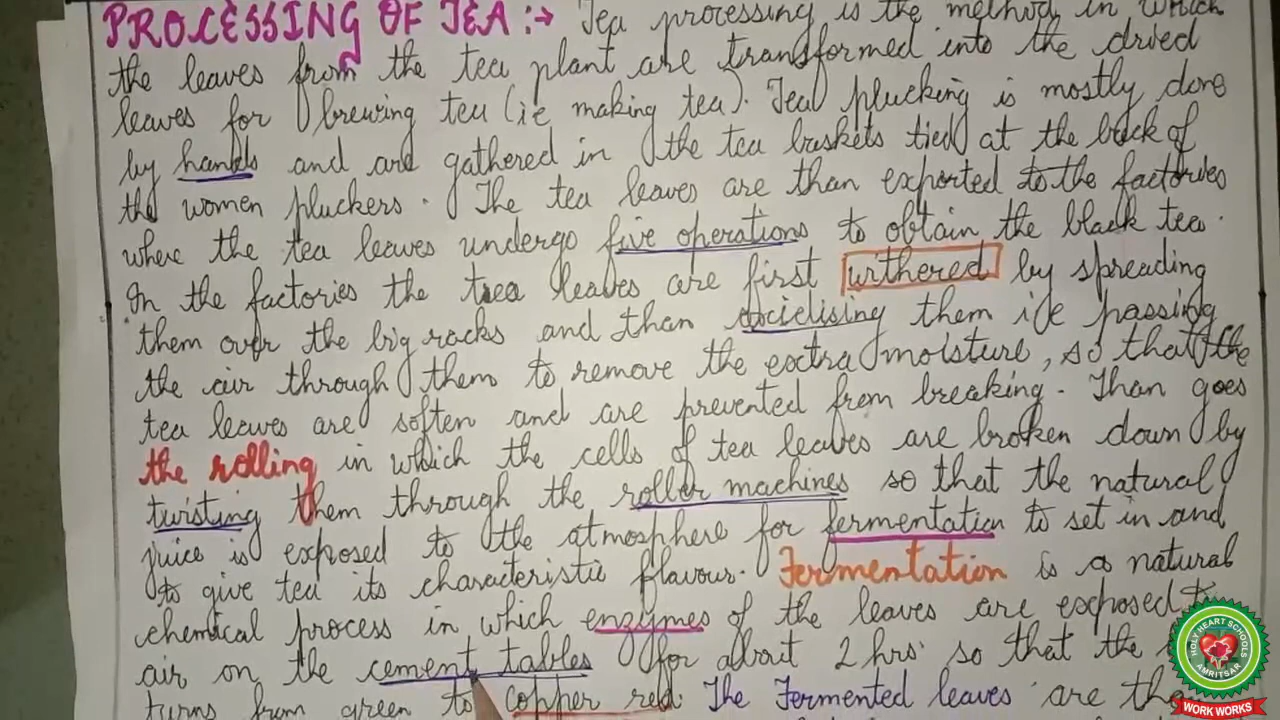 PROCESSING OF TEA :→ Tea processing is the method in which
the leaves from the tea plant are transformed into the dried
leaves for brewing tea (ie making tea). Tea plucking is mostly done
by hands and are gathered in the tea baskets tied at the back of
the women pluckers. The tea leaves are than exported to the factories
where the tea leaves undergo five operations to obtain the black tea.
In the factories the tea leaves are first withered by spreading
them over the big racks and than them ie passing
the air through them to remove the extra moisture, so that the
tea leaves are soften and are prevented from breaking. Than goes
the rolling in which the cells of tea leaves are broken down by
twisting them through the roller machines so that the natural
juice is exposed to the atmosphere for fermentation to set in and
to give tea its characteristic flavour. Fermentation is a natural
chemical process in which enzymes of the leaves are exposed to
air on the cement tables for about 2 hrs so that the
turns from green to copper red. The Fermented leaves are
HOLY HEART SCHOOLS
AMRITSAR
WORK WORKS